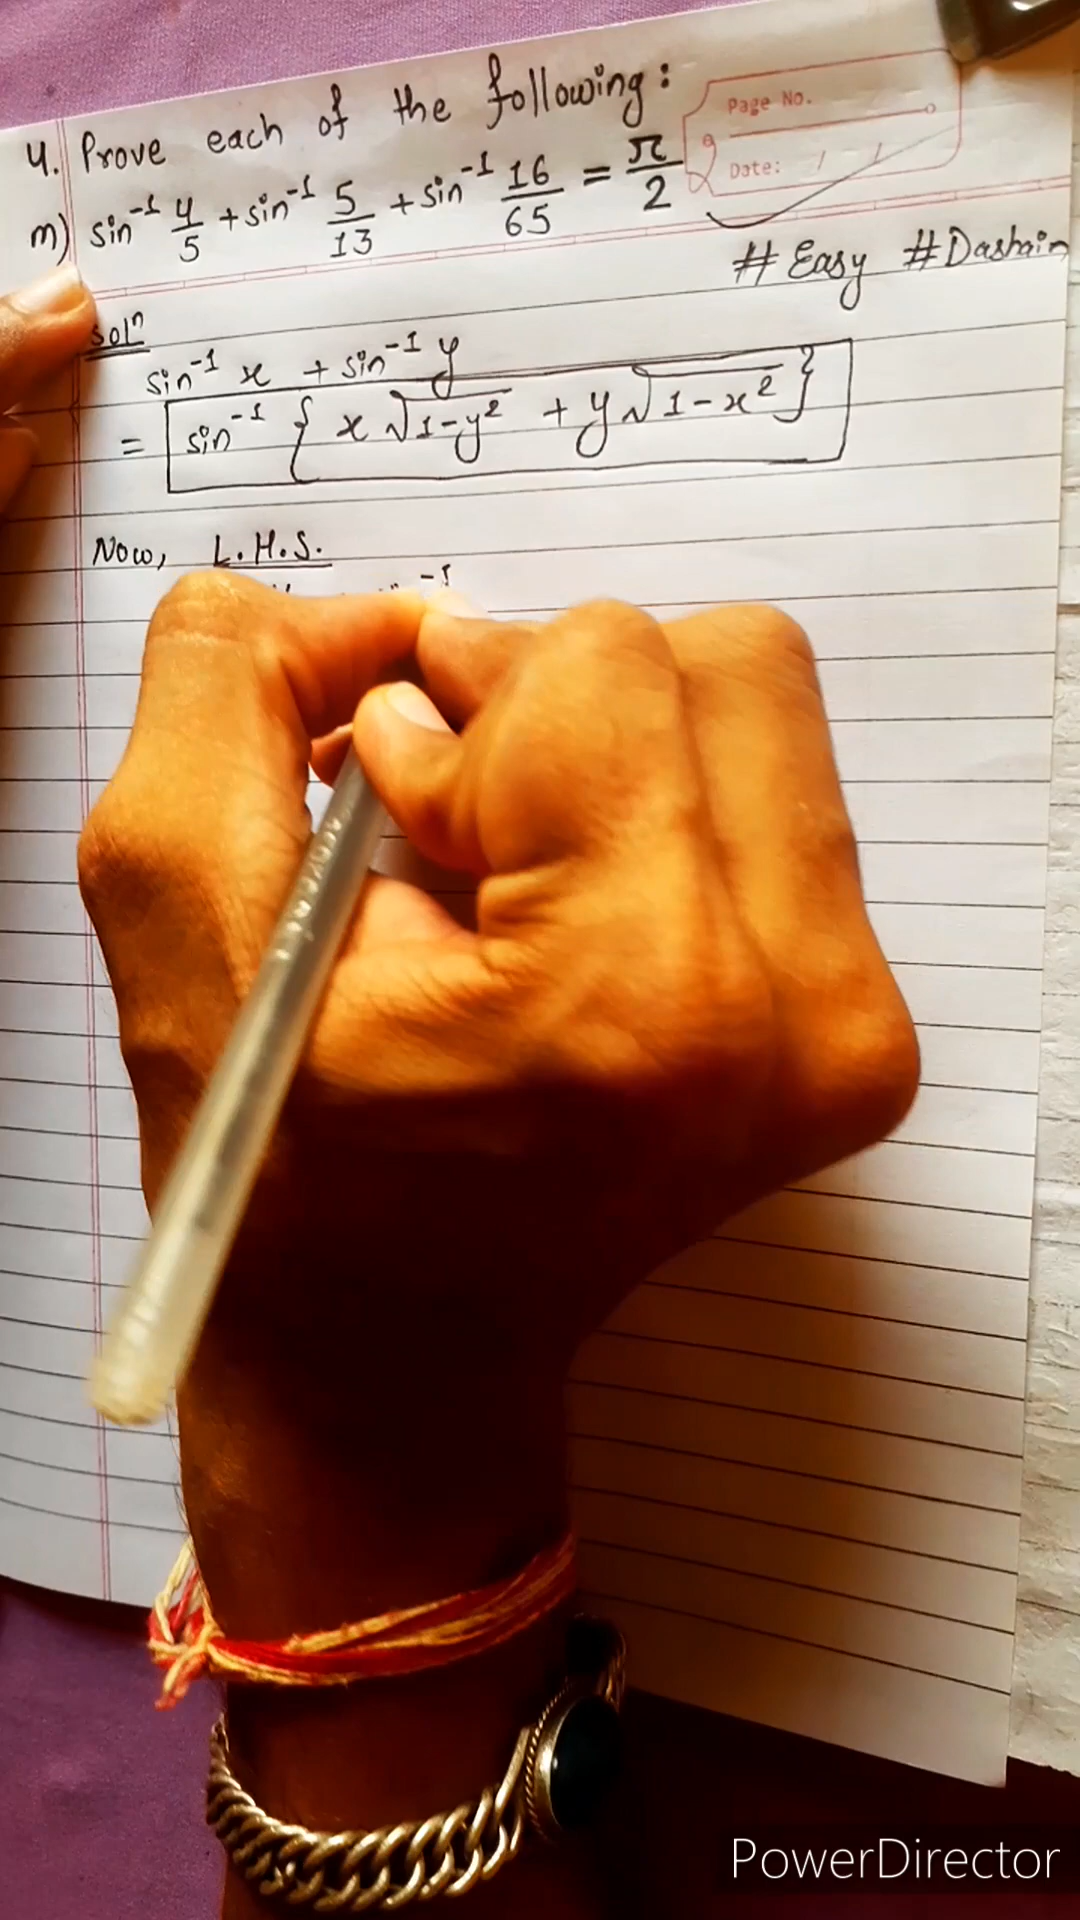 4. Prove each of the following:
Page No.
Date: / /
m) sin⁻¹ 4/5 + sin⁻¹ 5/13 + sin⁻¹ 16/65 = π/2
# Easy # Dashain
Solⁿ
sin⁻¹ x + sin⁻¹ y
= sin⁻¹ { x √1-y² + y √1-x² }
Now, L.H.S.
PowerDirector